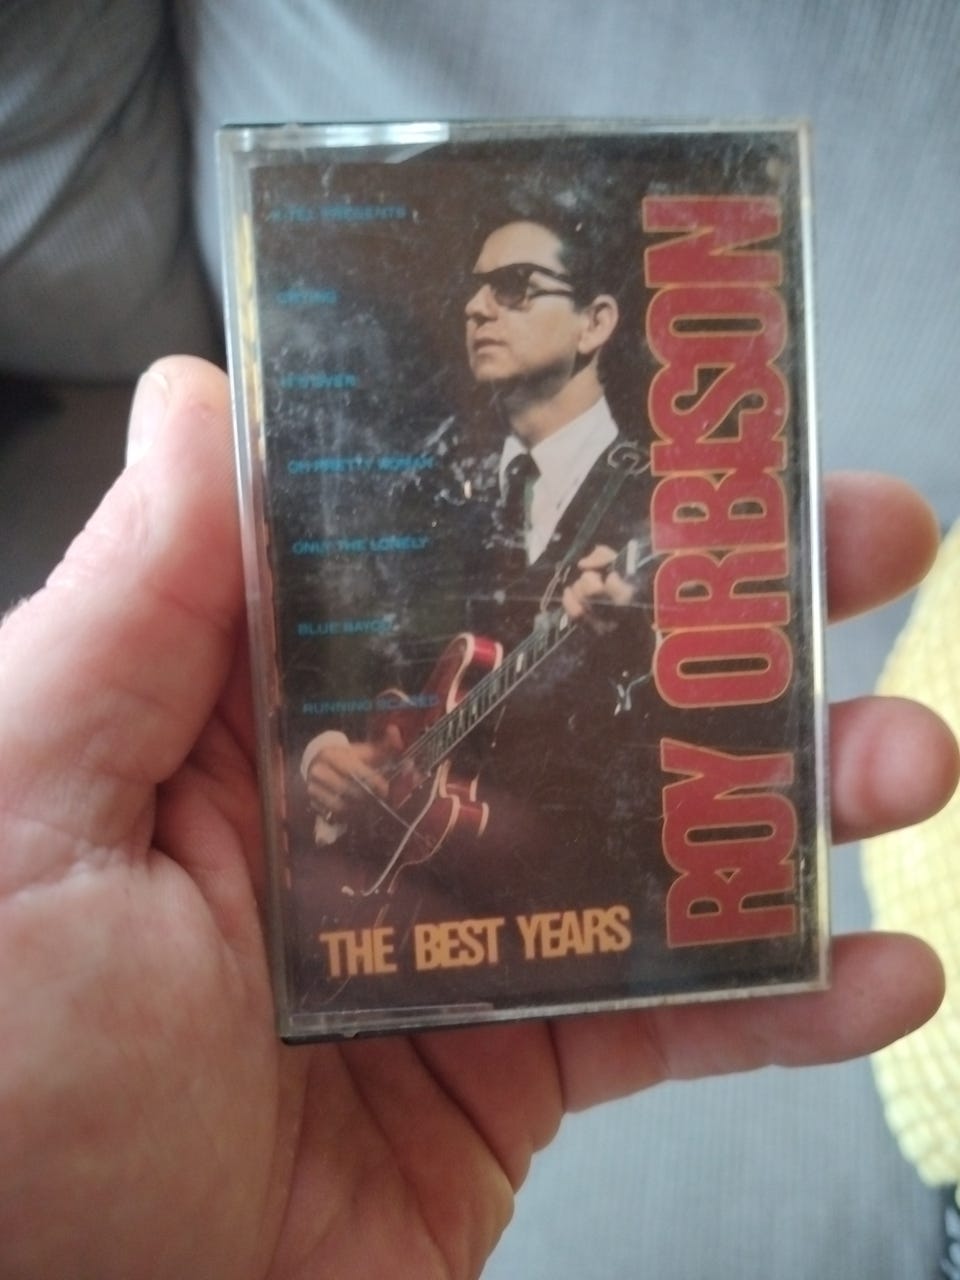 K-TEL PRESENTS
CRYING
IT'S OVER
OH PRETTY WOMAN
ONLY THE LONELY
BLUE BAYOU
RUNNING SCARED
ROY ORBISON
THE BEST YEARS